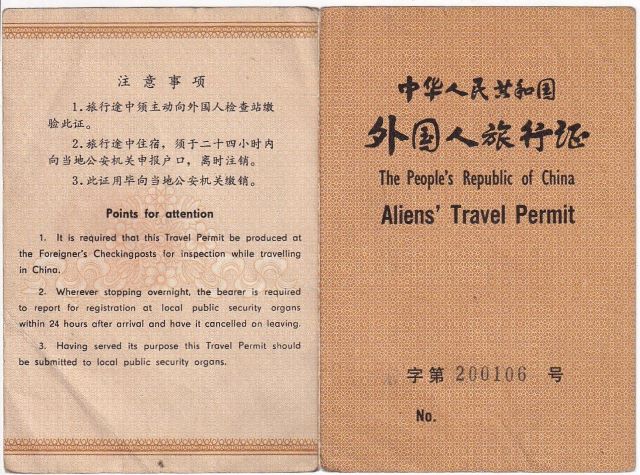 注意事项
1.旅行途中须主动向外国人检查站缴
验此证。
2.旅行途中住宿，须于二十四小时内
向当地公安机关申报户口，离时注销。
3.此证用毕向当地公安机关缴销。
Points for attention
1. It is required that this Travel Permit be produced at
the Foreigner's Checkingposts for inspection while travelling
in China.
2. Wherever stopping overnight, the bearer is required
to report for registration at local public security organs
within 24 hours after arrival and have it cancelled on leaving.
3. Having served its purpose this Travel Permit should
be submitted to local public security organs.
中华人民共和国
外国人旅行证
The People's Republic of China
Aliens' Travel Permit
字第 200106 号
No.